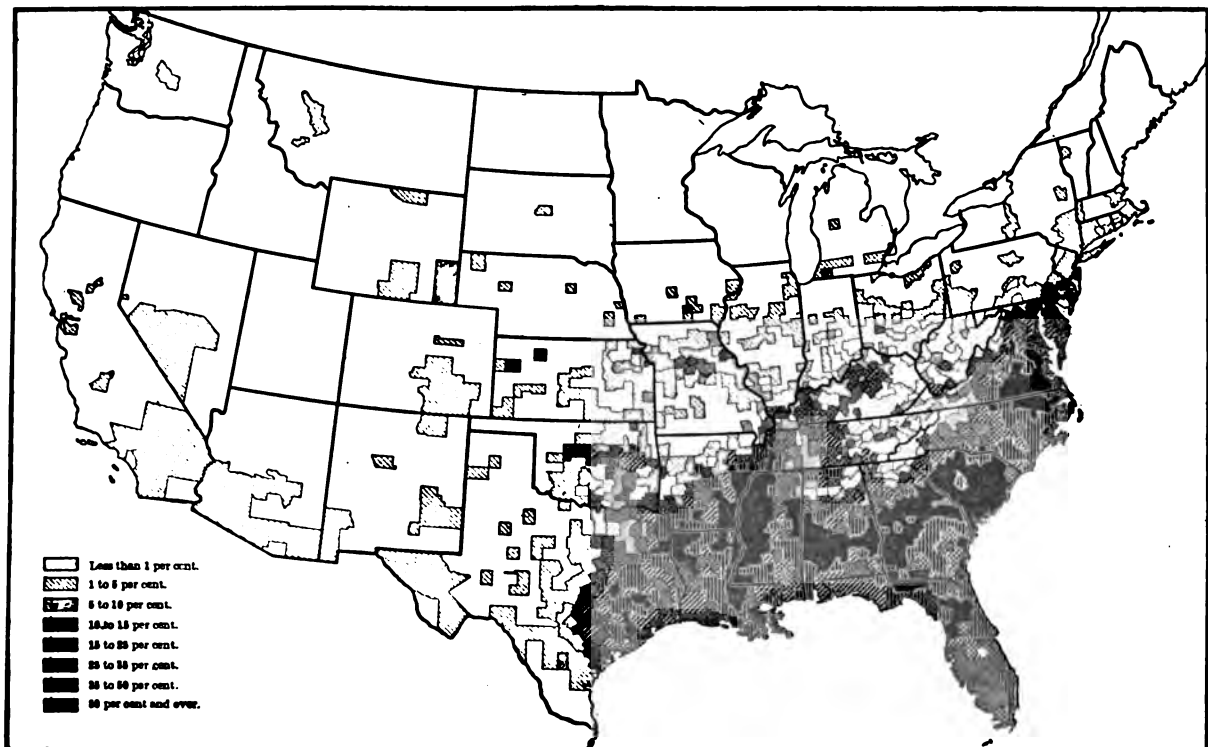 Less than 1 per cent.
1 to 5 per cent.
5 to 10 per cent.
10 to 15 per cent.
15 to 25 per cent.
25 to 35 per cent.
35 to 50 per cent.
50 per cent and over.